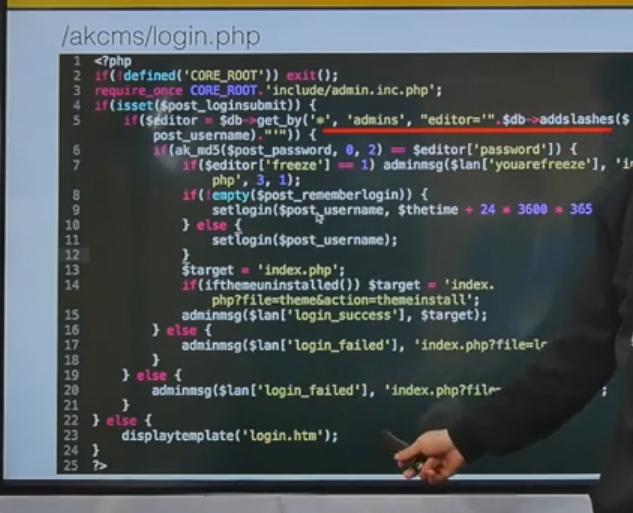 /akcms/login.php
1 <?php
2 if(!defined('CORE_ROOT')) exit();
3 require_once CORE_ROOT.'include/admin.inc.php';
4 if(isset($post_loginsubmit)) {
5 if($editor = $db->get_by('*', 'admins', "editor='".$db->addslashes($
post_username)."'")) {
6 if(ak_md5($post_password, 0, 2) == $editor['password']) {
7 if($editor['freeze'] == 1) adminmsg($lan['youarefreeze'],
php', 3, 1);
8 if(!empty($post_rememberlogin)) {
9 setlogin($post_username, $thetime + 24 * 3600 * 365
10 } else {
11 setlogin($post_username);
12 }
13 $target = 'index.php';
14 if(ifthemeuninstalled()) $target = 'index.
php?file=theme&action=themeinstall';
15 adminmsg($lan['login_success'], $target);
16 } else {
17 adminmsg($lan['login_failed'], 'index.php?file=lo
18 }
19 } else {
20 adminmsg($lan['login_failed'], 'index.php?file= ;
21 }
22 } else {
23 displaytemplate('login.htm');
24 }
25 ?>